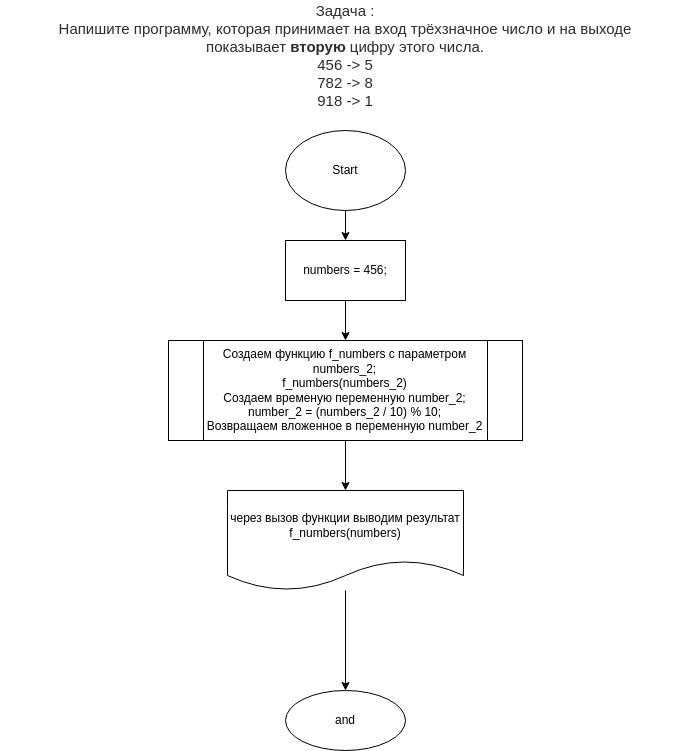 Задача :
Напишите программу, которая принимает на вход трёхзначное число и на выходе
показывает вторую цифру этого числа.
456 -> 5
782 -> 8
918 -> 1
Start
numbers = 456;
Создаем функцию f_numbers с параметром
numbers_2;
f_numbers(numbers_2)
Создаем временую переменную number_2;
number_2 = (numbers_2 / 10) % 10;
Возвращаем вложенное в переменную number_2
через вызов функции выводим результат
f_numbers(numbers)
and